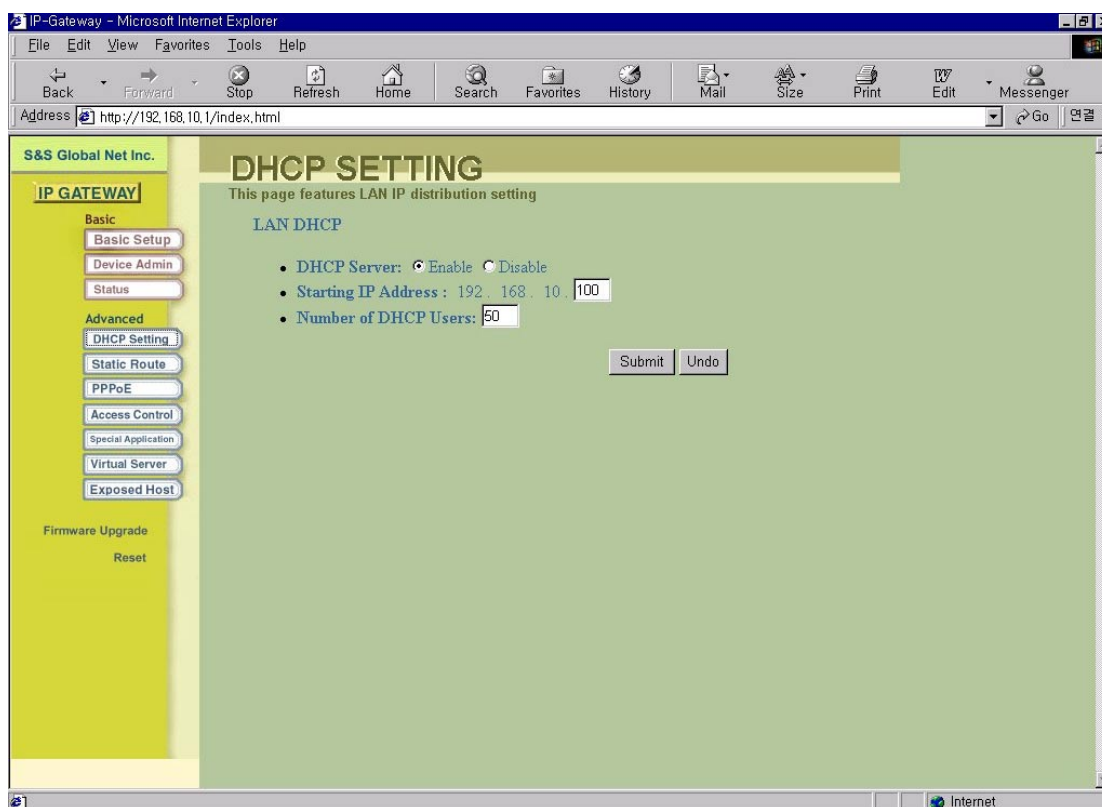 IP-Gateway - Microsoft Internet Explorer
File Edit View Favorites Tools Help
Back Forward Stop Refresh Home Search Favorites History Mail Size Print Edit Messenger
Address http://192.168.10.1/index.html Go 연결
S&S Global Net Inc.
IP GATEWAY
Basic
Basic Setup
Device Admin
Status
Advanced
DHCP Setting
Static Route
PPPoE
Access Control
Special Application
Virtual Server
Exposed Host
Firmware Upgrade
Reset
DHCP SETTING
This page features LAN IP distribution setting
LAN DHCP
DHCP Server: Enable Disable
Starting IP Address : 192 . 168 . 10 . 100
Number of DHCP Users: 50
Submit Undo
Internet